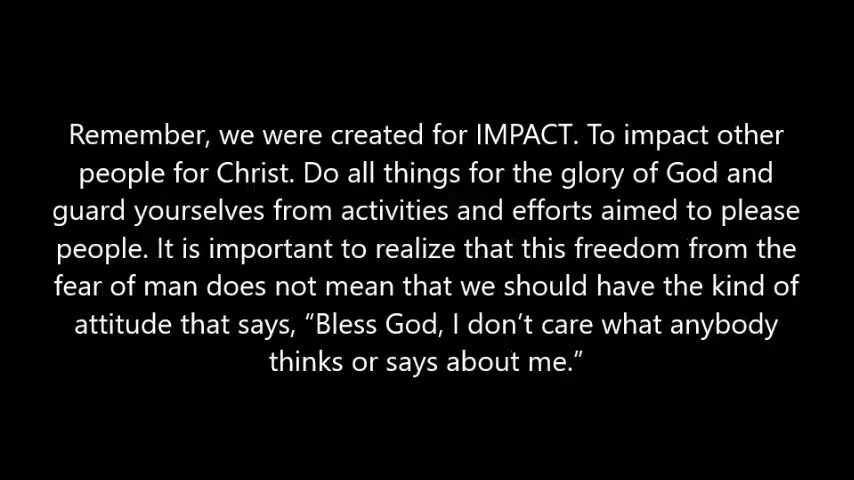 Remember, we were created for IMPACT. To impact other
people for Christ. Do all things for the glory of God and
guard yourselves from activities and efforts aimed to please
people. It is important to realize that this freedom from the
fear of man does not mean that we should have the kind of
attitude that says, “Bless God, I don’t care what anybody
thinks or says about me.”